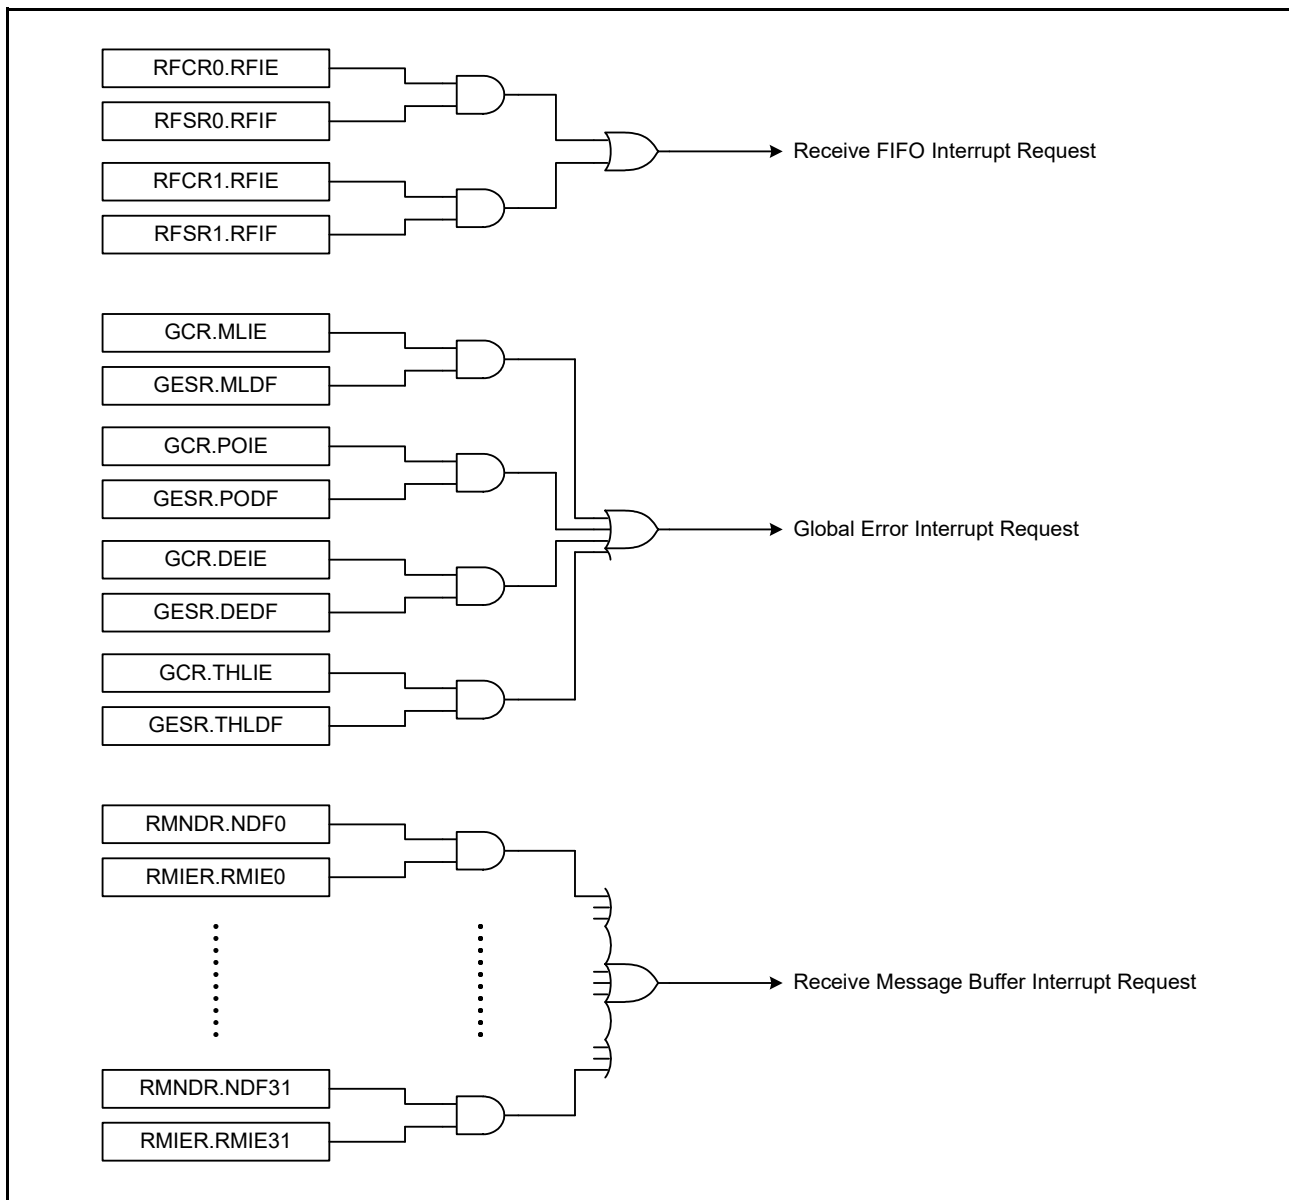 RFCR0.RFIE
RFSR0.RFIF
Receive FIFO Interrupt Request
RFCR1.RFIE
RFSR1.RFIF
GCR.MLIE
GESR.MLDF
GCR.POIE
GESR.PODF
Global Error Interrupt Request
GCR.DEIE
GESR.DEDF
GCR.THLIE
GESR.THLDF
RMNDR.NDF0
RMIER.RMIE0
Receive Message Buffer Interrupt Request
RMNDR.NDF31
RMIER.RMIE31